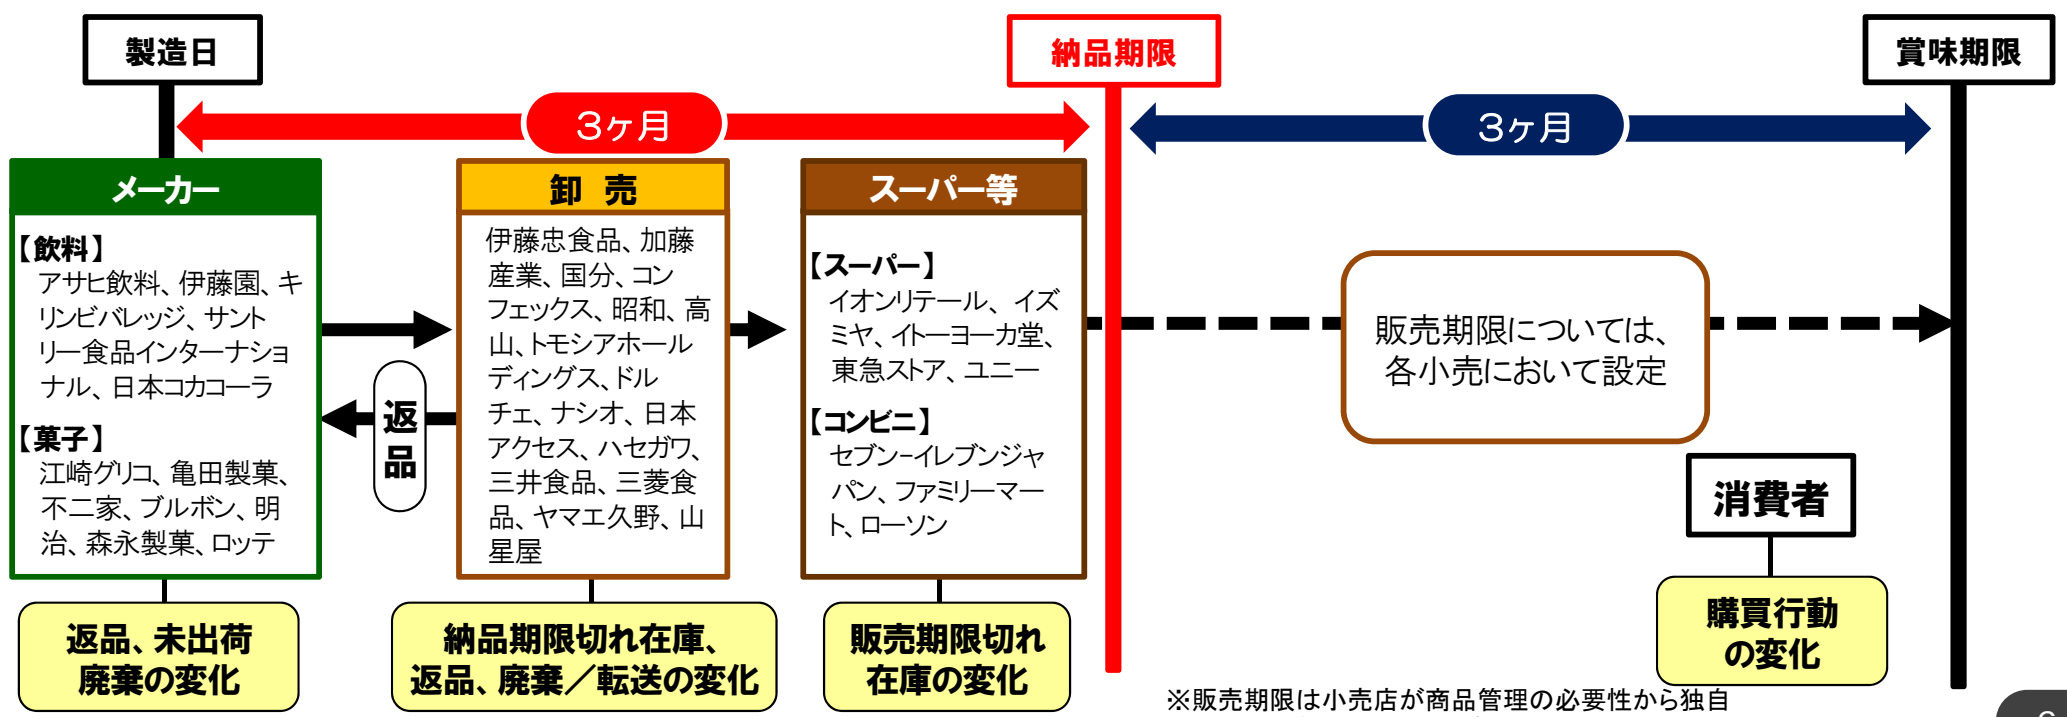 製造日
納品期限
賞味期限
3ヶ月
3ヶ月
メーカー
【飲料】
アサヒ飲料、伊藤園、キ
リンビバレッジ、サント
リー食品インターナショ
ナル、日本コカコーラ
【菓子】
江崎グリコ、亀田製菓、
不二家、ブルボン、明
治、森永製菓、ロッテ
返品
卸 売
伊藤忠食品、加藤
産業、国分、コン
フェックス、昭和、高
山、トモシアホール
ディングス、ドル
チェ、ナシオ、日本
アクセス、ハセガワ、
三井食品、三菱食
品、ヤマエ久野、山
星屋
スーパー等
【スーパー】
イオンリテール、イズ
ミヤ、イトーヨーカ堂、
東急ストア、ユニー
【コンビニ】
セブン-イレブンジャ
パン、ファミリーマー
ト、ローソン
販売期限については、
各小売において設定
消費者
返品、未出荷
廃棄の変化
納品期限切れ在庫、
返品、廃棄／転送の変化
販売期限切れ
在庫の変化
購買行動
の変化
※販売期限は小売店が商品管理の必要性から独自